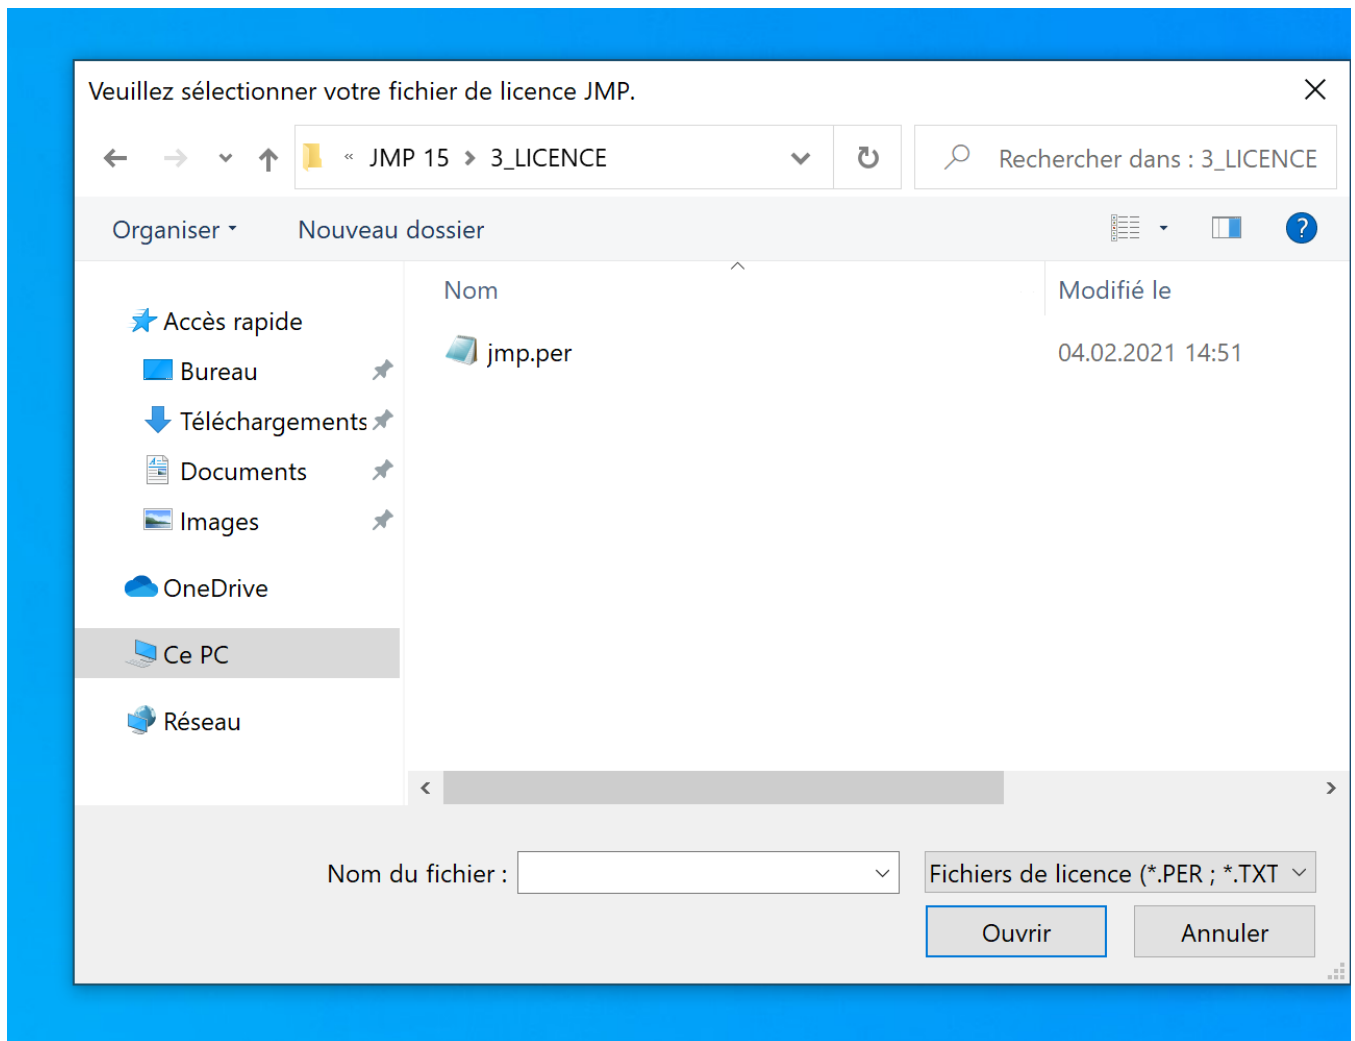 Veuillez sélectionner votre fichier de licence JMP.
« JMP 15 > 3_LICENCE
Rechercher dans : 3_LICENCE
Organiser
Nouveau dossier
?
Nom
Modifié le
Accès rapide
jmp.per
04.02.2021 14:51
Bureau
Téléchargements
Documents
Images
OneDrive
Ce PC
Réseau
Nom du fichier :
Fichiers de licence (*.PER ; *.TXT
Ouvrir
Annuler